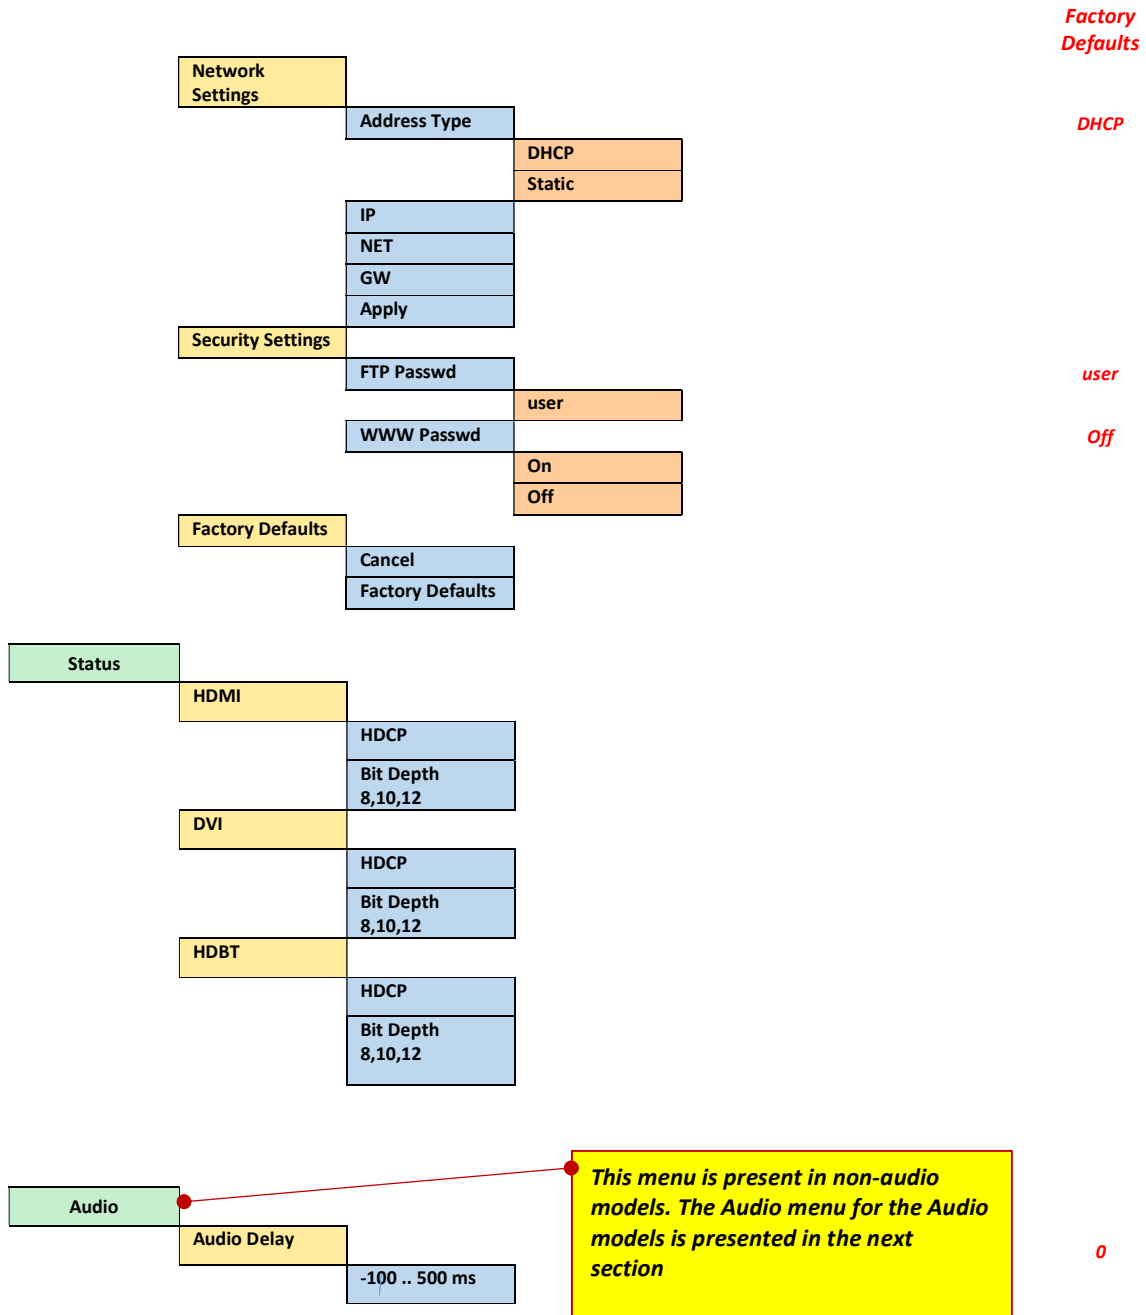 Factory
Defaults
Network
Settings
Address Type
DHCP
DHCP
Static
IP
NET
GW
Apply
Security Settings
FTP Passwd
user
user
WWW Passwd
Off
On
Off
Factory Defaults
Cancel
Factory Defaults
Status
HDMI
HDCP
Bit Depth
8,10,12
DVI
HDCP
Bit Depth
8,10,12
HDBT
HDCP
Bit Depth
8,10,12
This menu is present in non-audio
models. The Audio menu for the Audio
models is presented in the next
section
Audio
Audio Delay
0
-100 .. 500 ms